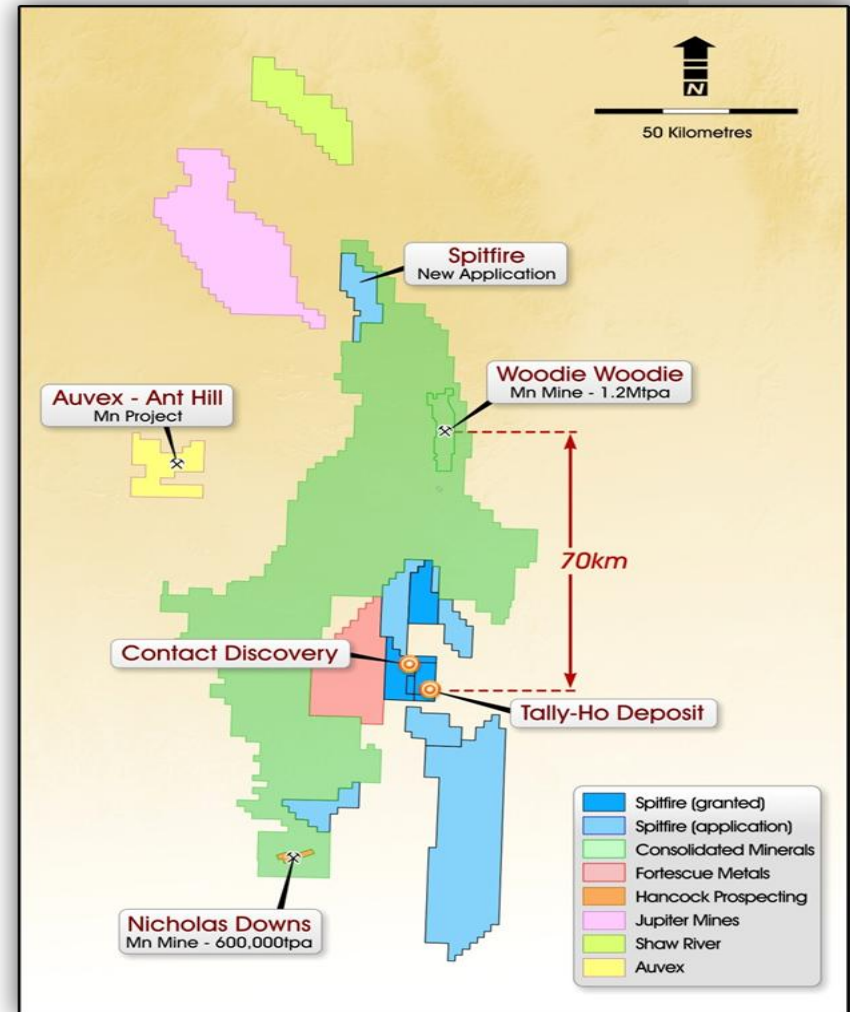 N
50 Kilometres
Spitfire
New Application
Woodie Woodie
Mn Mine - 1.2Mtpa
Auvex - Ant Hill
Mn Project
70km
Contact Discovery
Tally-Ho Deposit
Nicholas Downs
Mn Mine - 600,000tpa
Spitfire (granted)
Spitfire (application)
Consolidated Minerals
Fortescue Metals
Hancock Prospecting
Jupiter Mines
Shaw River
Auvex